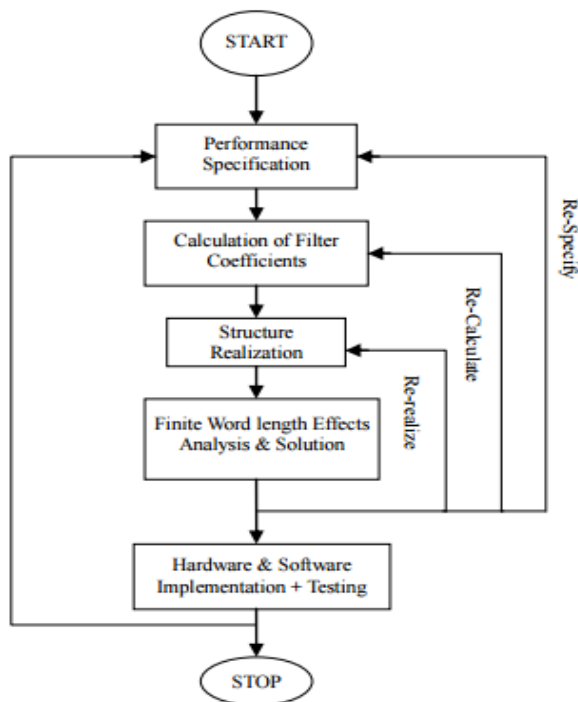 START
Performance
Specification
Calculation of Filter
Coefficients
Structure
Realization
Finite Word length Effects
Analysis & Solution
Hardware & Software
Implementation + Testing
STOP
Re-realize
Re-Calculate
Re-Specify